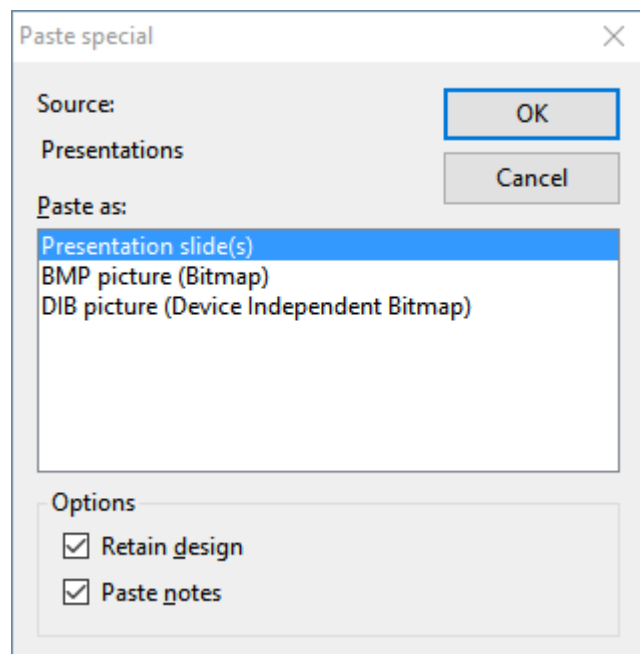 Paste special
Source:
OK
Presentations
Cancel
Paste as:
Presentation slide(s)
BMP picture (Bitmap)
DIB picture (Device Independent Bitmap)
Options
Retain design
Paste notes